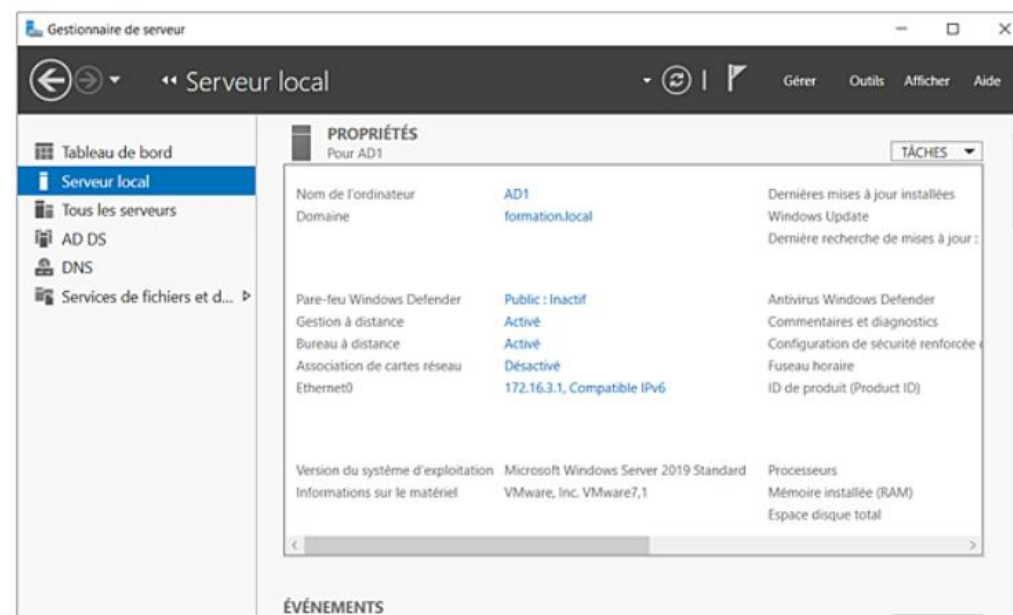 Gestionnaire de serveur
Serveur local
Gérer Outils Afficher Aide
Tableau de bord
Serveur local
Tous les serveurs
AD DS
DNS
Services de fichiers et d...
PROPRIÉTÉS
Pour AD1
TÂCHES
Nom de l'ordinateur AD1 Dernières mises à jour installées
Domaine formation.local Windows Update
Dernière recherche de mises à jour :
Pare-feu Windows Defender Public : Inactif Antivirus Windows Defender
Gestion à distance Activé Commentaires et diagnostics
Bureau à distance Activé Configuration de sécurité renforcée
Association de cartes réseau Désactivé Fuseau horaire
Ethernet0 172.16.3.1, Compatible IPv6 ID de produit (Product ID)
Version du système d'exploitation Microsoft Windows Server 2019 Standard Processeurs
Informations sur le matériel VMware, Inc. VMware7,1 Mémoire installée (RAM)
Espace disque total
ÉVÉNEMENTS